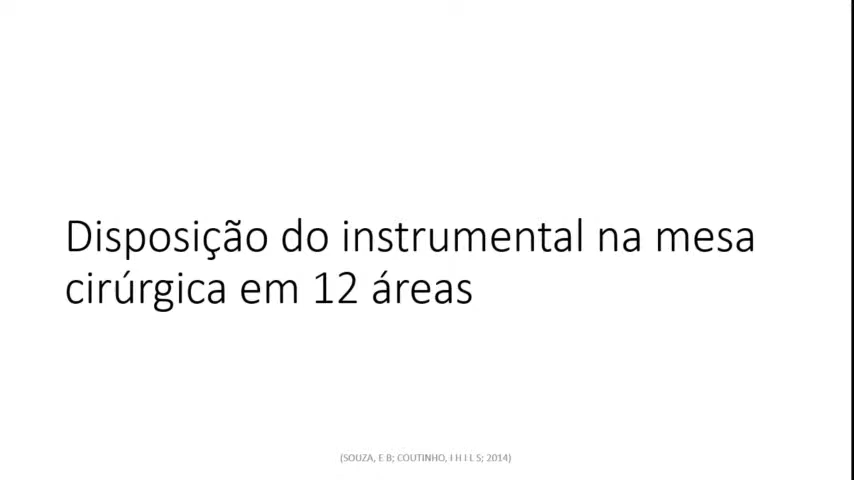 Disposição do instrumental na mesa
cirúrgica em 12 áreas
(SOUZA, E B; COUTINHO, I H I L S; 2014)